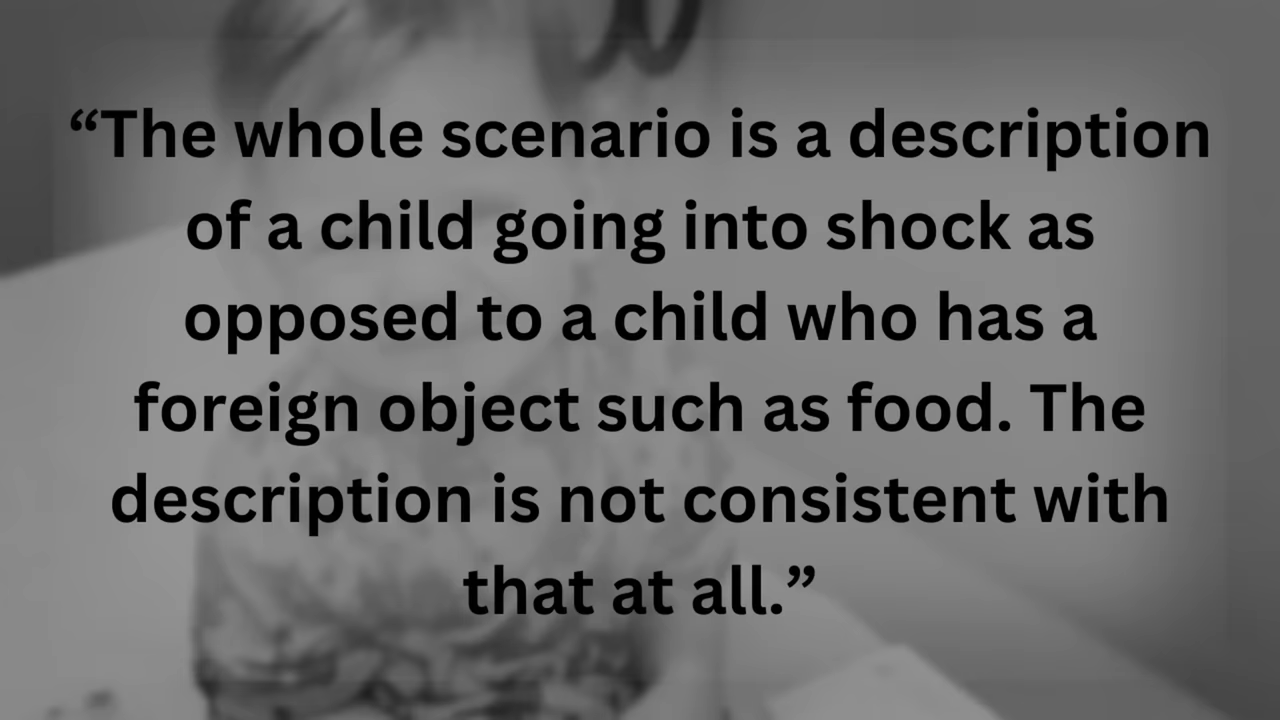 “The whole scenario is a description
of a child going into shock as
opposed to a child who has a
foreign object such as food. The
description is not consistent with
that at all.”